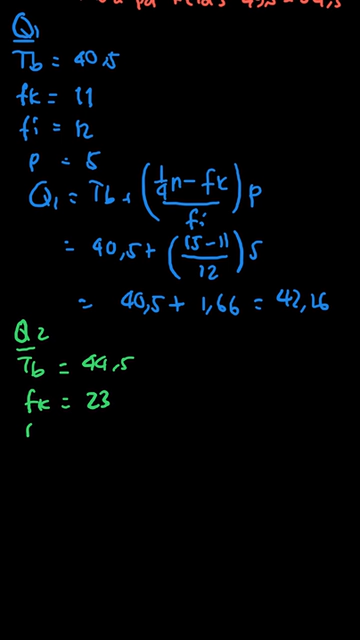 Q1
Tb = 40,5
fk = 11
fi = 12
p = 5
Q1 = Tb + (1/4 n - fk / fi) p
= 40,5 + (15 - 11 / 12) 5
= 40,5 + 1,66 = 42,16
Q2
Tb = 44,5
fk = 23